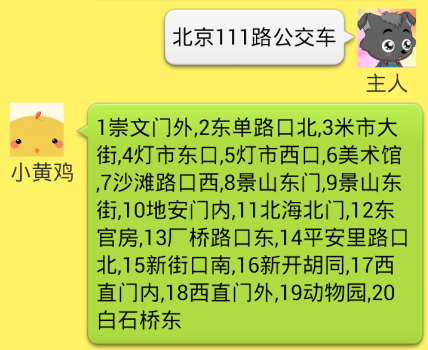 北京111路公交车
主人
小黄鸡
1崇文门外,2东单路口北,3米市大
街,4灯市东口,5灯市西口,6美术馆
,7沙滩路口西,8景山东门,9景山东
街,10地安门内,11北海北门,12东
官房,13厂桥路口东,14平安里路口
北,15新街口南,16新开胡同,17西
直门内,18西直门外,19动物园,20
白石桥东